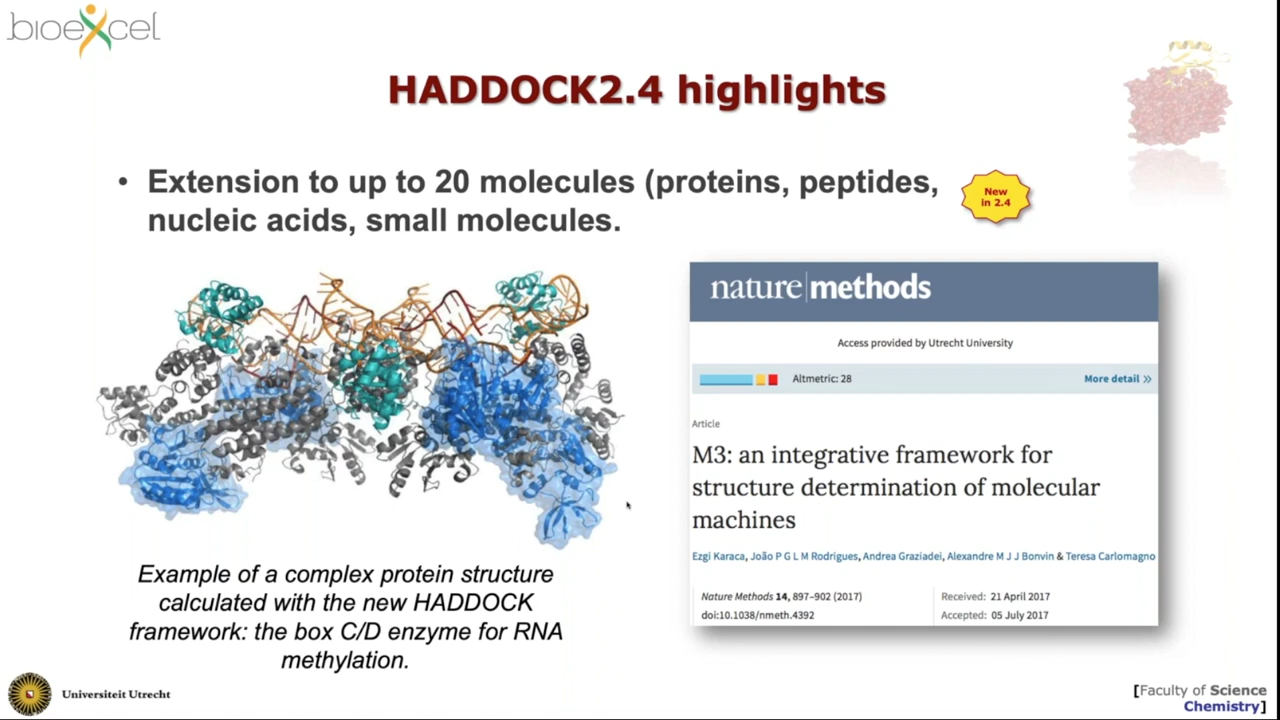 bioexcel
HADDOCK2.4 highlights
• Extension to up to 20 molecules (proteins, peptides,
nucleic acids, small molecules.
New
in 2.4
nature|methods
Access provided by Utrecht University
Altmetric: 28
More detail »
Article
M3: an integrative framework for
structure determination of molecular
machines
Ezgi Karaca, João P G L M Rodrigues, Andrea Graziadei, Alexandre M J J Bonvin & Teresa Carlomagno
Nature Methods 14, 897–902 (2017)
doi:10.1038/nmeth.4392
Received: 21 April 2017
Accepted: 05 July 2017
Example of a complex protein structure
calculated with the new HADDOCK
framework: the box C/D enzyme for RNA
methylation.
Universiteit Utrecht
[Faculty of Science
Chemistry]